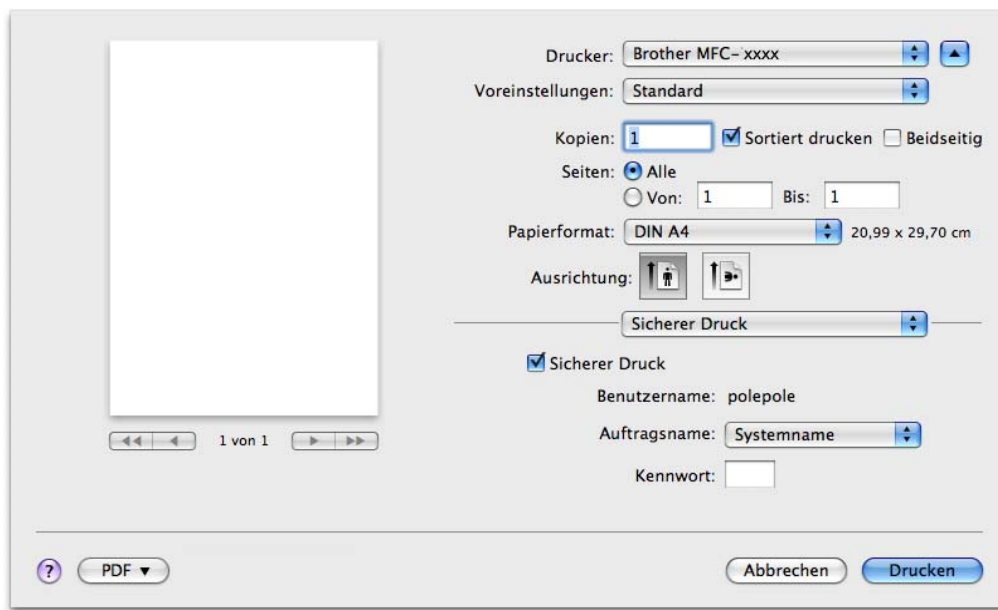 Drucker: Brother MFC- xxxx
Voreinstellungen: Standard
Kopien: 1 Sortiert drucken Beidseitig
Seiten: Alle
Von: 1 Bis: 1
Papierformat: DIN A4 20,99 x 29,70 cm
Ausrichtung:
Sicherer Druck
Sicherer Druck
Benutzername: polepole
Auftragsname: Systemname
Kennwort:
1 von 1
? PDF ▼ Abbrechen Drucken